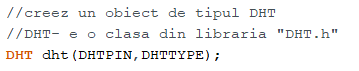 //creez un obiect de tipul DHT
//DHT- e o clasa din libraria "DHT.h"
DHT dht(DHTPIN,DHTTYPE);